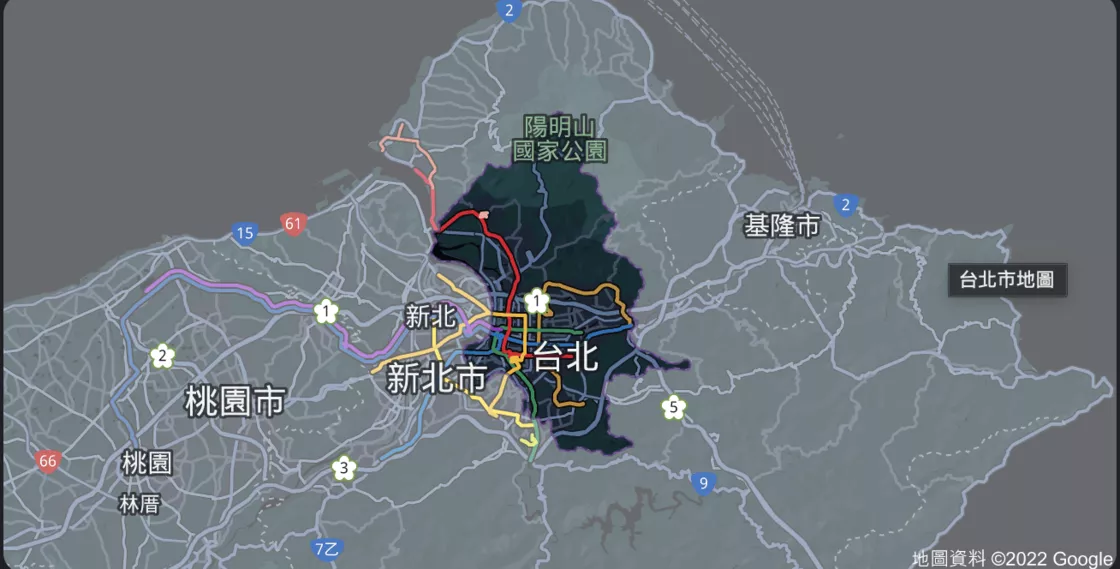 2
陽明山
國家公園
61
15
2
基隆市
台北市地圖
1
1
新北
2
台北
新北市
桃園市
5
66
桃園
3
9
林厝
7乙
地圖資料 ©2022 Google